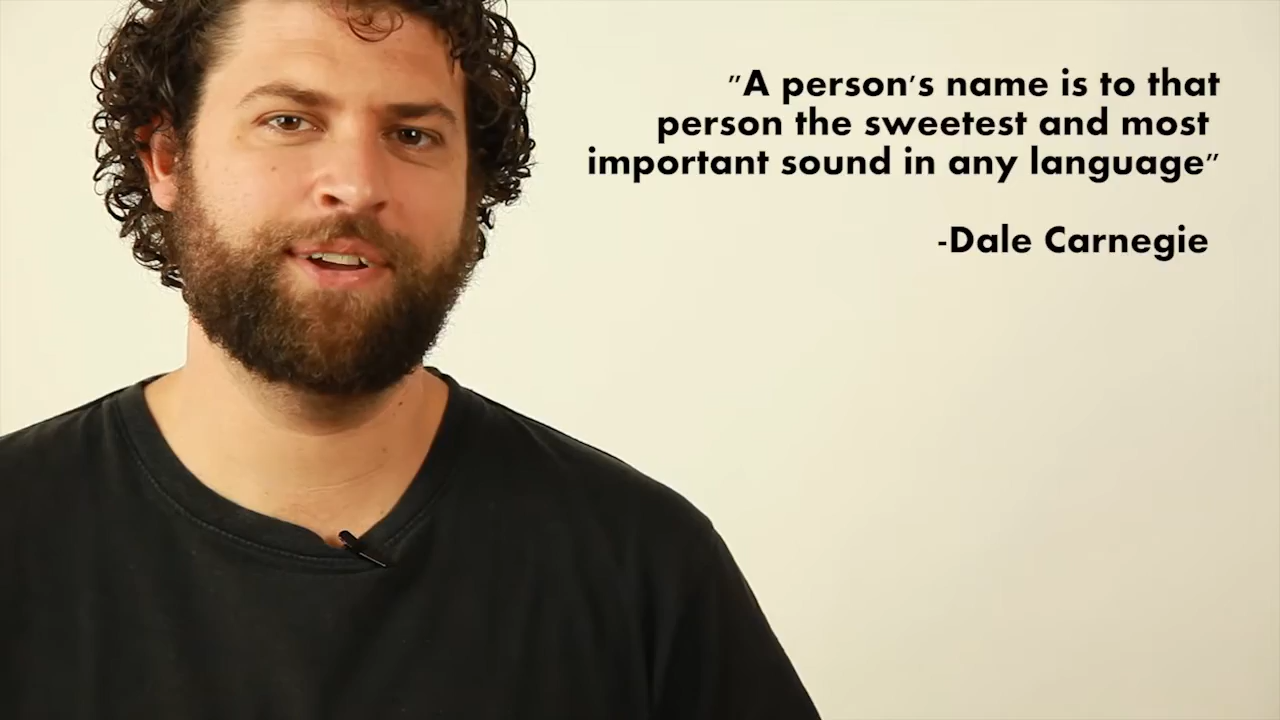 "A person's name is to that
person the sweetest and most
important sound in any language"
-Dale Carnegie